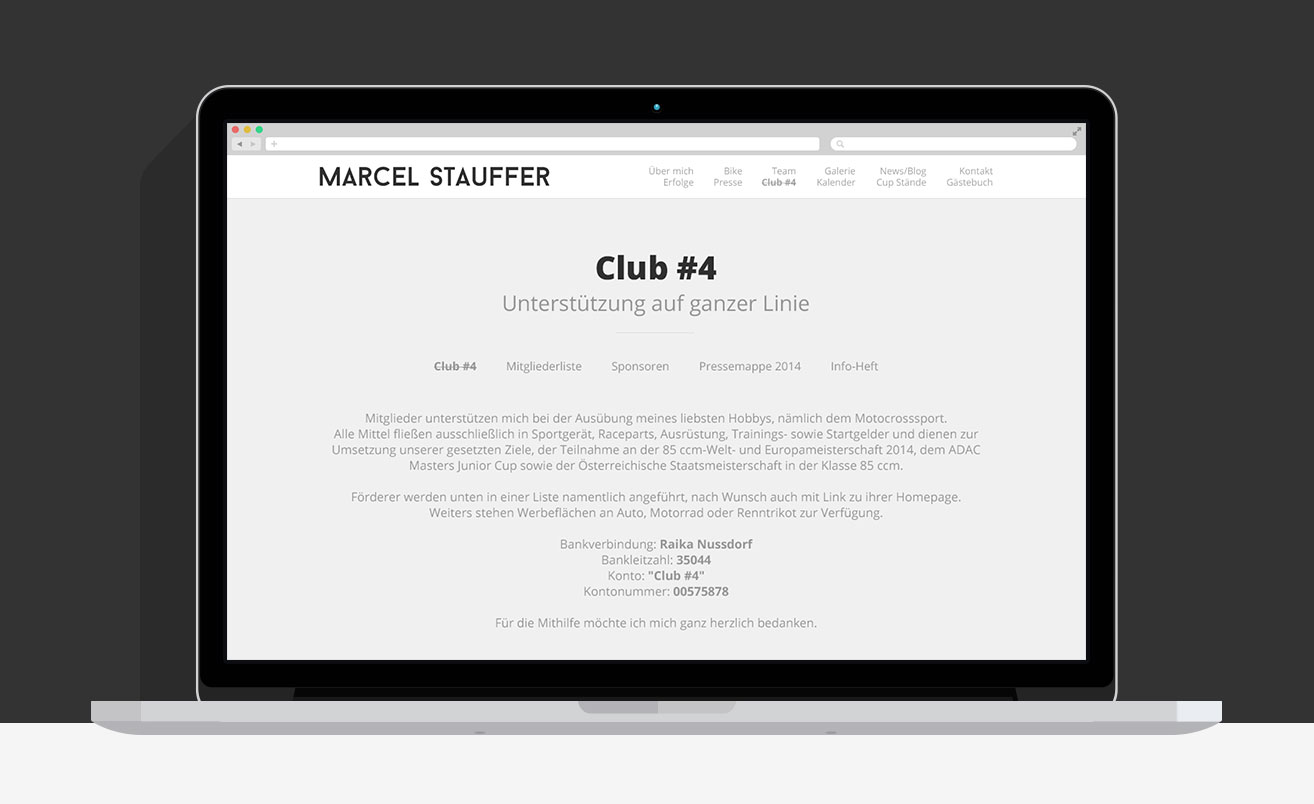 MARCEL STAUFFER
Über mich Bike Team Galerie News/Blog Kontakt
Erfolge Presse Club #4 Kalender Cup Stände Gästebuch
Club #4
Unterstützung auf ganzer Linie
Club #4 Mitgliederliste Sponsoren Pressemappe 2014 Info-Heft
Mitglieder unterstützen mich bei der Ausübung meines liebsten Hobbys, nämlich dem Motocrosssport.
Alle Mittel fließen ausschließlich in Sportgerät, Raceparts, Ausrüstung, Trainings- sowie Startgelder und dienen zur
Umsetzung unserer gesetzten Ziele, der Teilnahme an der 85 ccm-Welt- und Europameisterschaft 2014, dem ADAC
Masters Junior Cup sowie der Österreichische Staatsmeisterschaft in der Klasse 85 ccm.
Förderer werden unten in einer Liste namentlich angeführt, nach Wunsch auch mit Link zu ihrer Homepage.
Weiters stehen Werbeflächen an Auto, Motorrad oder Renntrikot zur Verfügung.
Bankverbindung: Raika Nussdorf
Bankleitzahl: 35044
Konto: "Club #4"
Kontonummer: 00575878
Für die Mithilfe möchte ich mich ganz herzlich bedanken.